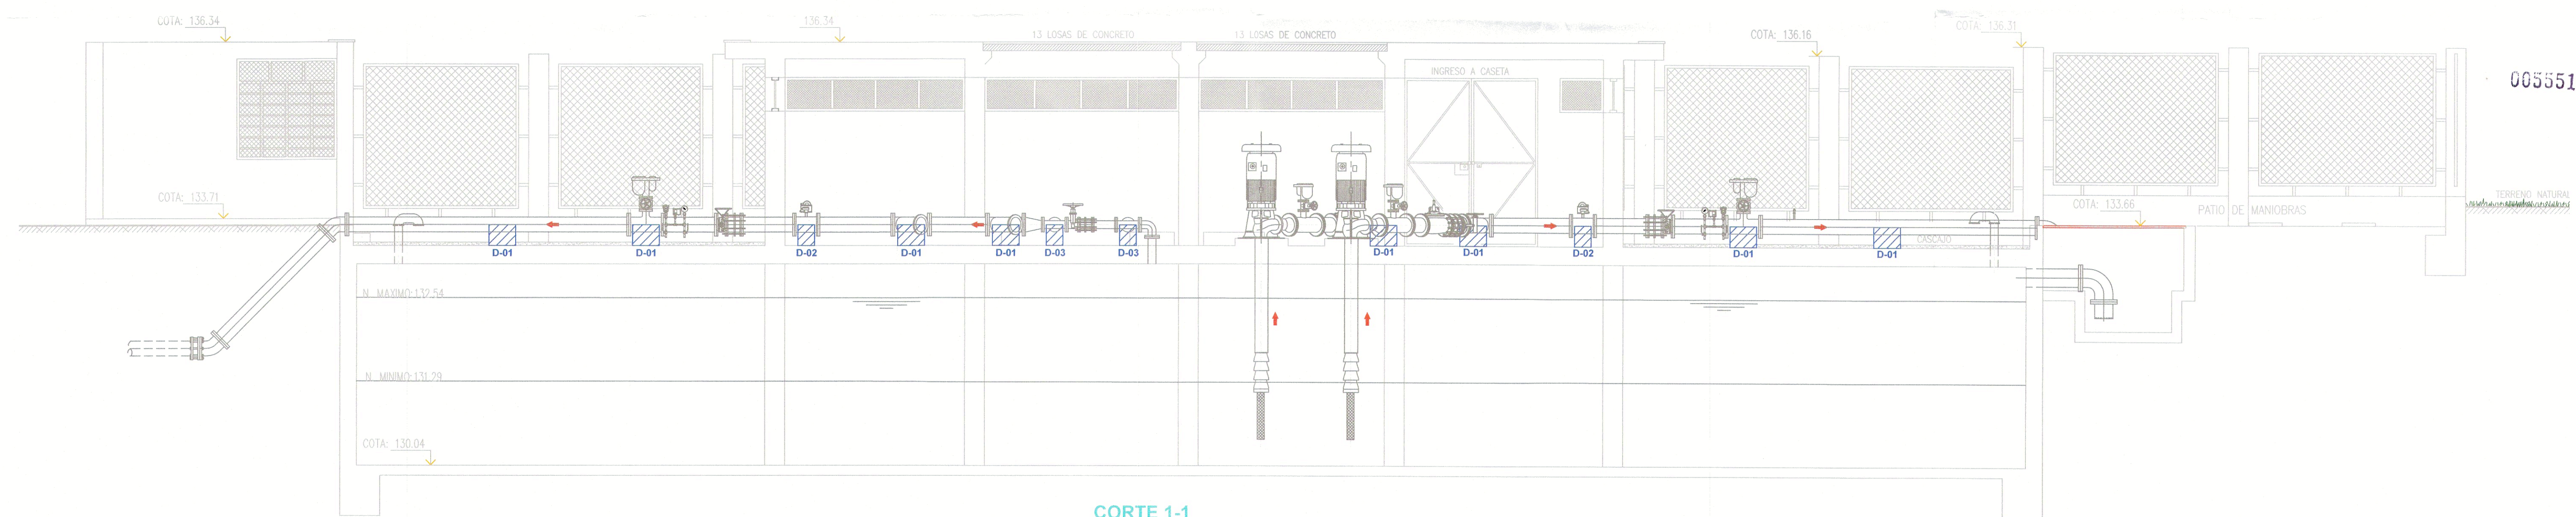 COTA: 136.34
136.34
13 LOSAS DE CONCRETO
13 LOSAS DE CONCRETO
COTA: 136.16
COTA: 136.31
INGRESO A CASETA
005551
COTA: 133.71
COTA: 133.66
PATIO DE MANIOBRAS
TERRENO NATURAL
CASCAJO
D-01
D-01
D-02
D-01
D-01
D-03
D-03
D-01
D-01
D-02
D-01
D-01
N. MAXIMO:132.54
N. MINIMO:131.29
COTA: 130.04
CORTE 1-1